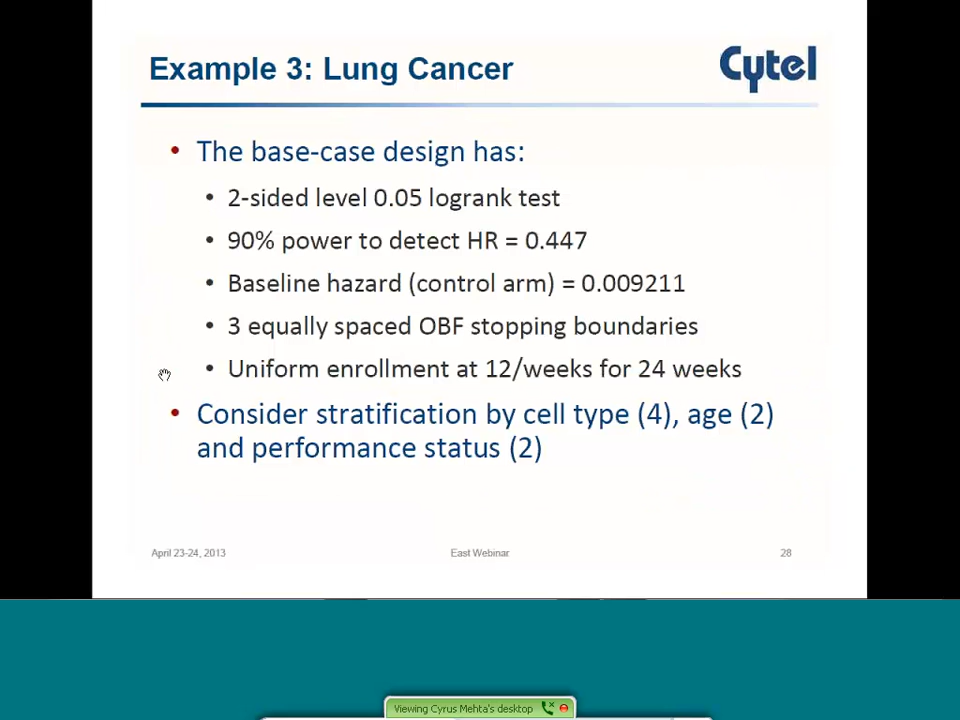 Example 3: Lung Cancer
Cytel
• The base-case design has:
• 2-sided level 0.05 logrank test
• 90% power to detect HR = 0.447
• Baseline hazard (control arm) = 0.009211
• 3 equally spaced OBF stopping boundaries
• Uniform enrollment at 12/weeks for 24 weeks
• Consider stratification by cell type (4), age (2)
and performance status (2)
April 23-24, 2013
East Webinar
28
Viewing Cyrus Mehta's desktop